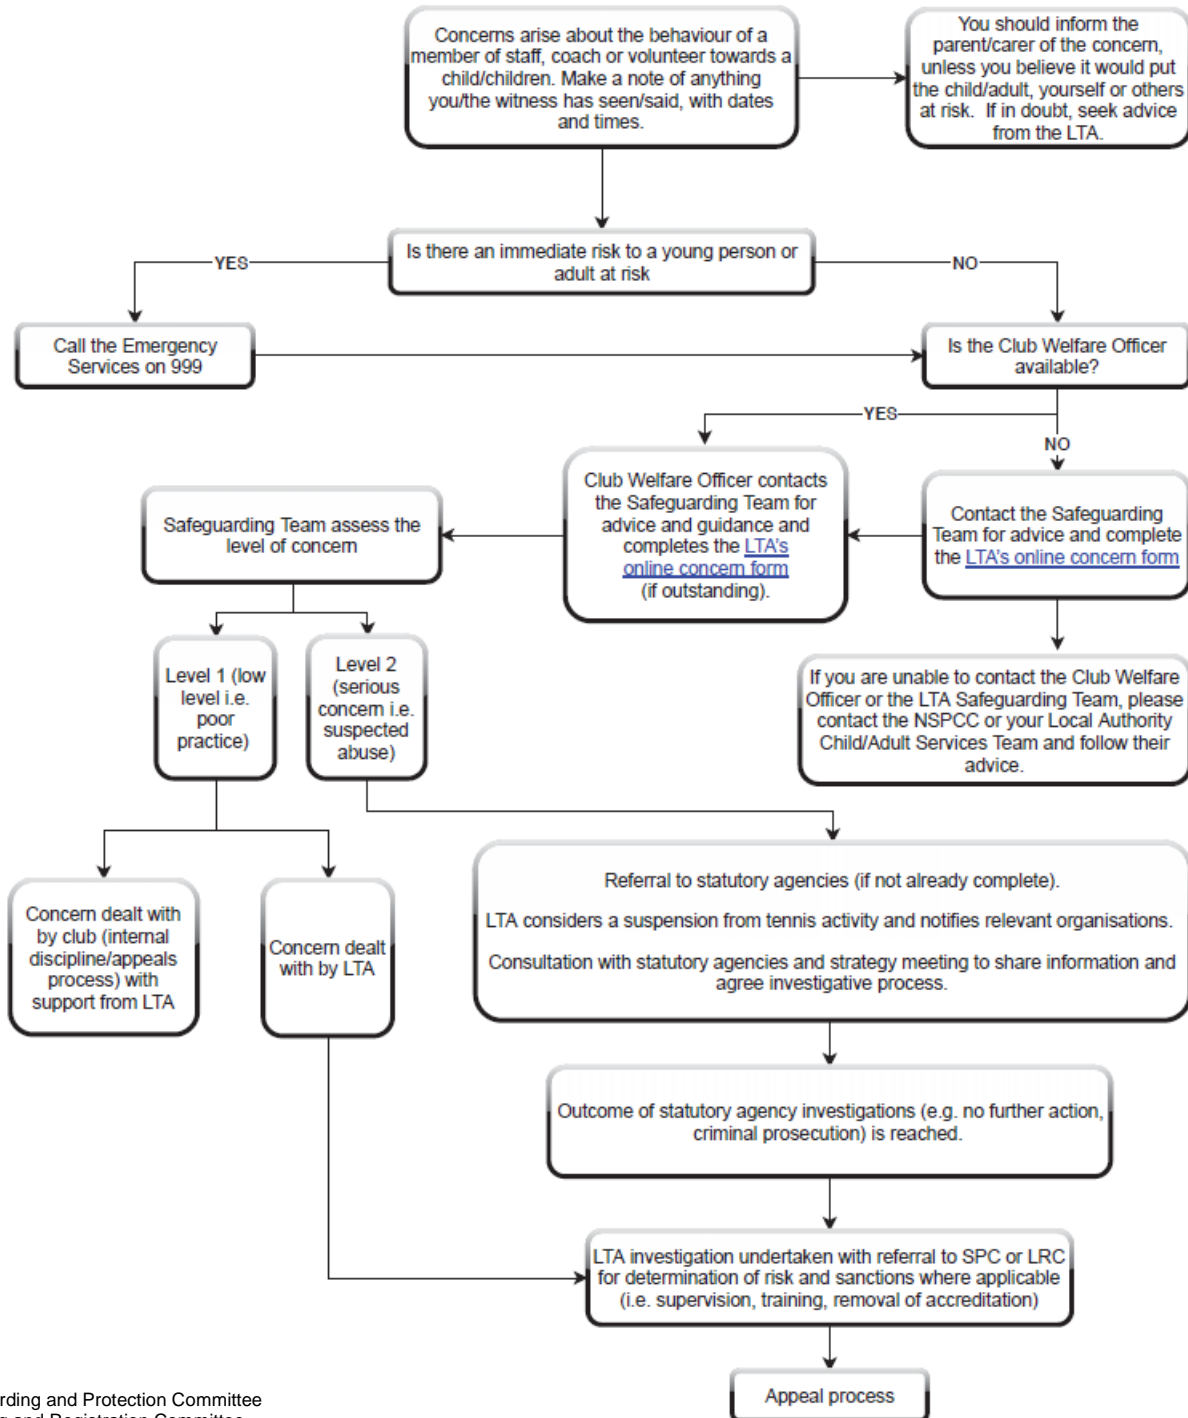 Concerns arise about the behaviour of a
member of staff, coach or volunteer towards a
child/children. Make a note of anything
you/the witness has seen/said, with dates
and times.
You should inform the
parent/carer of the concern,
unless you believe it would put
the child/adult, yourself or others
at risk. If in doubt, seek advice
from the LTA.
Is there an immediate risk to a young person or
adult at risk
YES
NO
Call the Emergency
Services on 999
Is the Club Welfare Officer
available?
YES
NO
Club Welfare Officer contacts
the Safeguarding Team for
advice and guidance and
completes the LTA's
online concern form
(if outstanding).
Contact the Safeguarding
Team for advice and complete
the LTA's online concern form
Safeguarding Team assess the
level of concern
Level 1 (low
level i.e.
poor
practice)
Level 2
(serious
concern i.e.
suspected
abuse)
If you are unable to contact the Club Welfare
Officer or the LTA Safeguarding Team, please
contact the NSPCC or your Local Authority
Child/Adult Services Team and follow their
advice.
Concern dealt with
by club (internal
discipline/appeals
process) with
support from LTA
Concern dealt
with by LTA
Referral to statutory agencies (if not already complete).
LTA considers a suspension from tennis activity and notifies relevant organisations.
Consultation with statutory agencies and strategy meeting to share information and
agree investigative process.
Outcome of statutory agency investigations (e.g. no further action,
criminal prosecution) is reached.
LTA investigation undertaken with referral to SPC or LRC
for determination of risk and sanctions where applicable
(i.e. supervision, training, removal of accreditation)
Appeal process
rding and Protection Committee
and Registration Committee